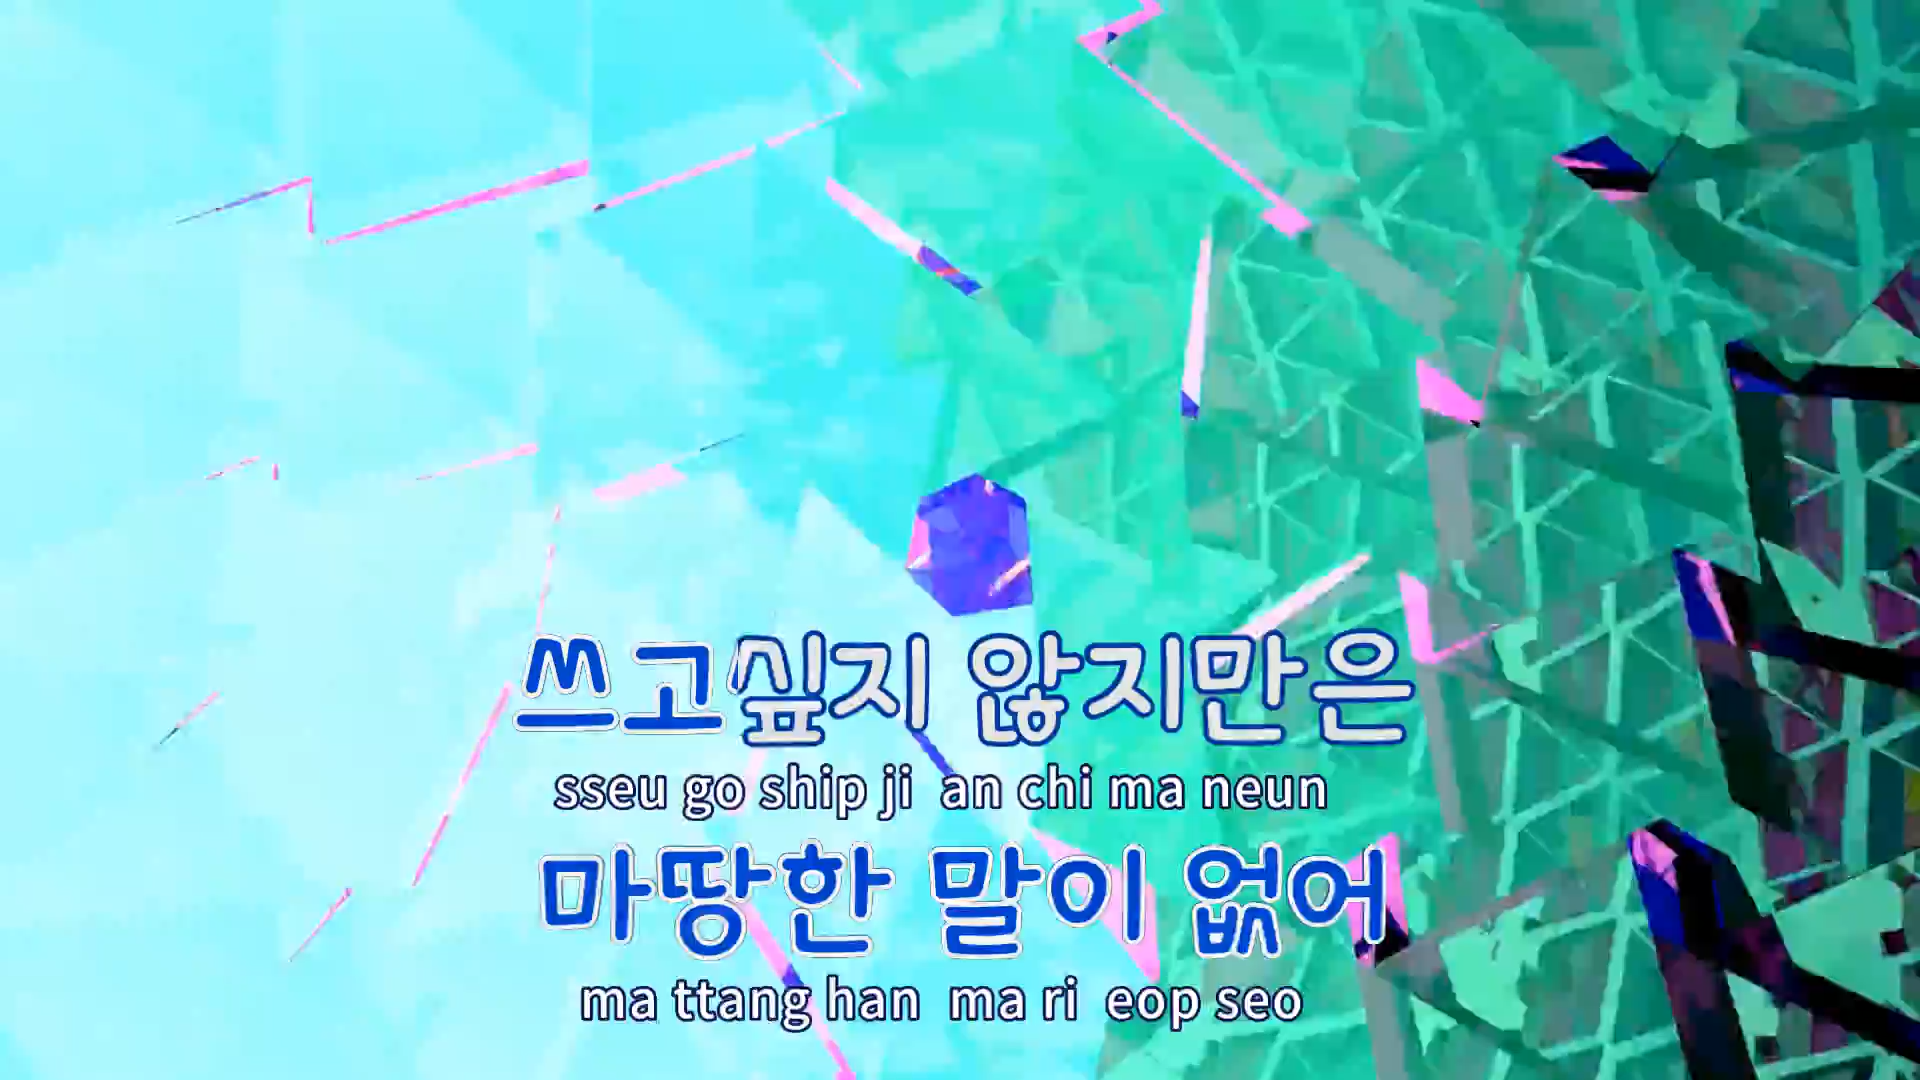 쓰고싶지 않지만은
sseu go ship ji an chi ma neun
마땅한 말이 없어
ma ttang han ma ri eop seo